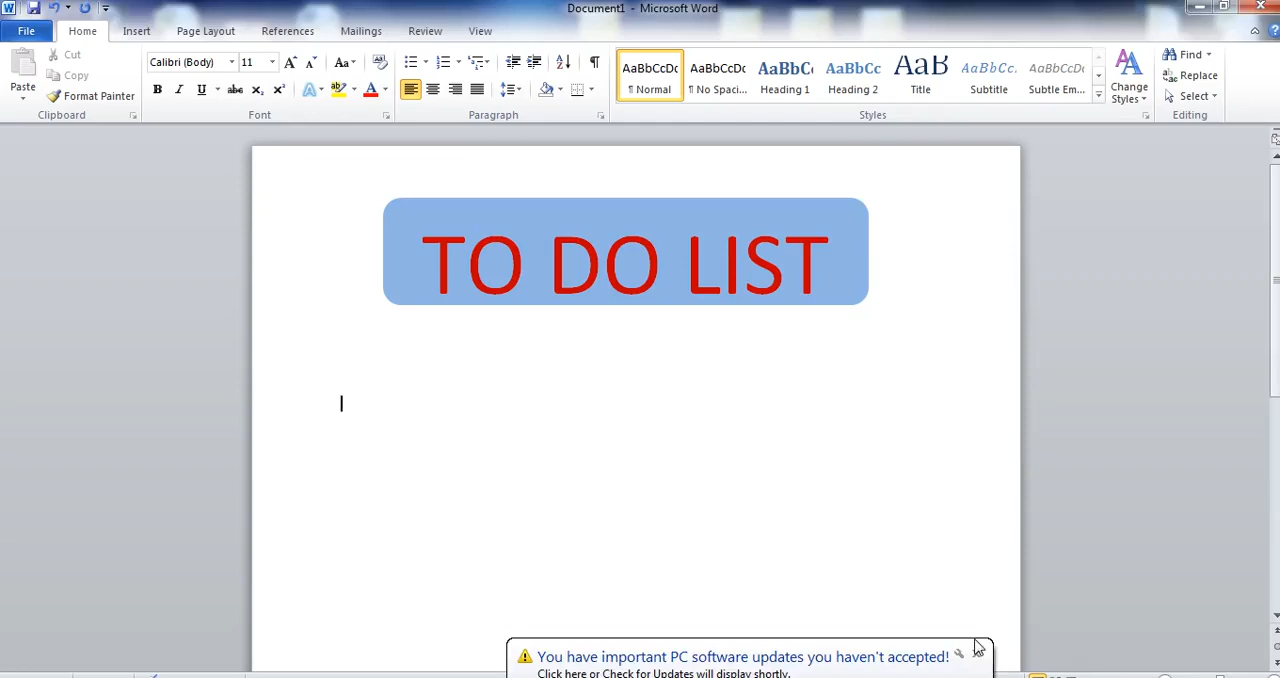 Document1 - Microsoft Word
File Home Insert Page Layout References Mailings Review View
Paste
Cut
Copy
Format Painter
Clipboard
Calibri (Body) 11
Font
Paragraph
AaBbCcDc AaBbCcDc AaBbC AaBbCc AaB AaBbCc. AaBbCcDc
¶ Normal ¶ No Spaci... Heading 1 Heading 2 Title Subtitle Subtle Em...
Styles
Change Styles
Find
Replace
Select
Editing
TO DO LIST
You have important PC software updates you haven't accepted!
Click here or Check for Updates will display shortly.